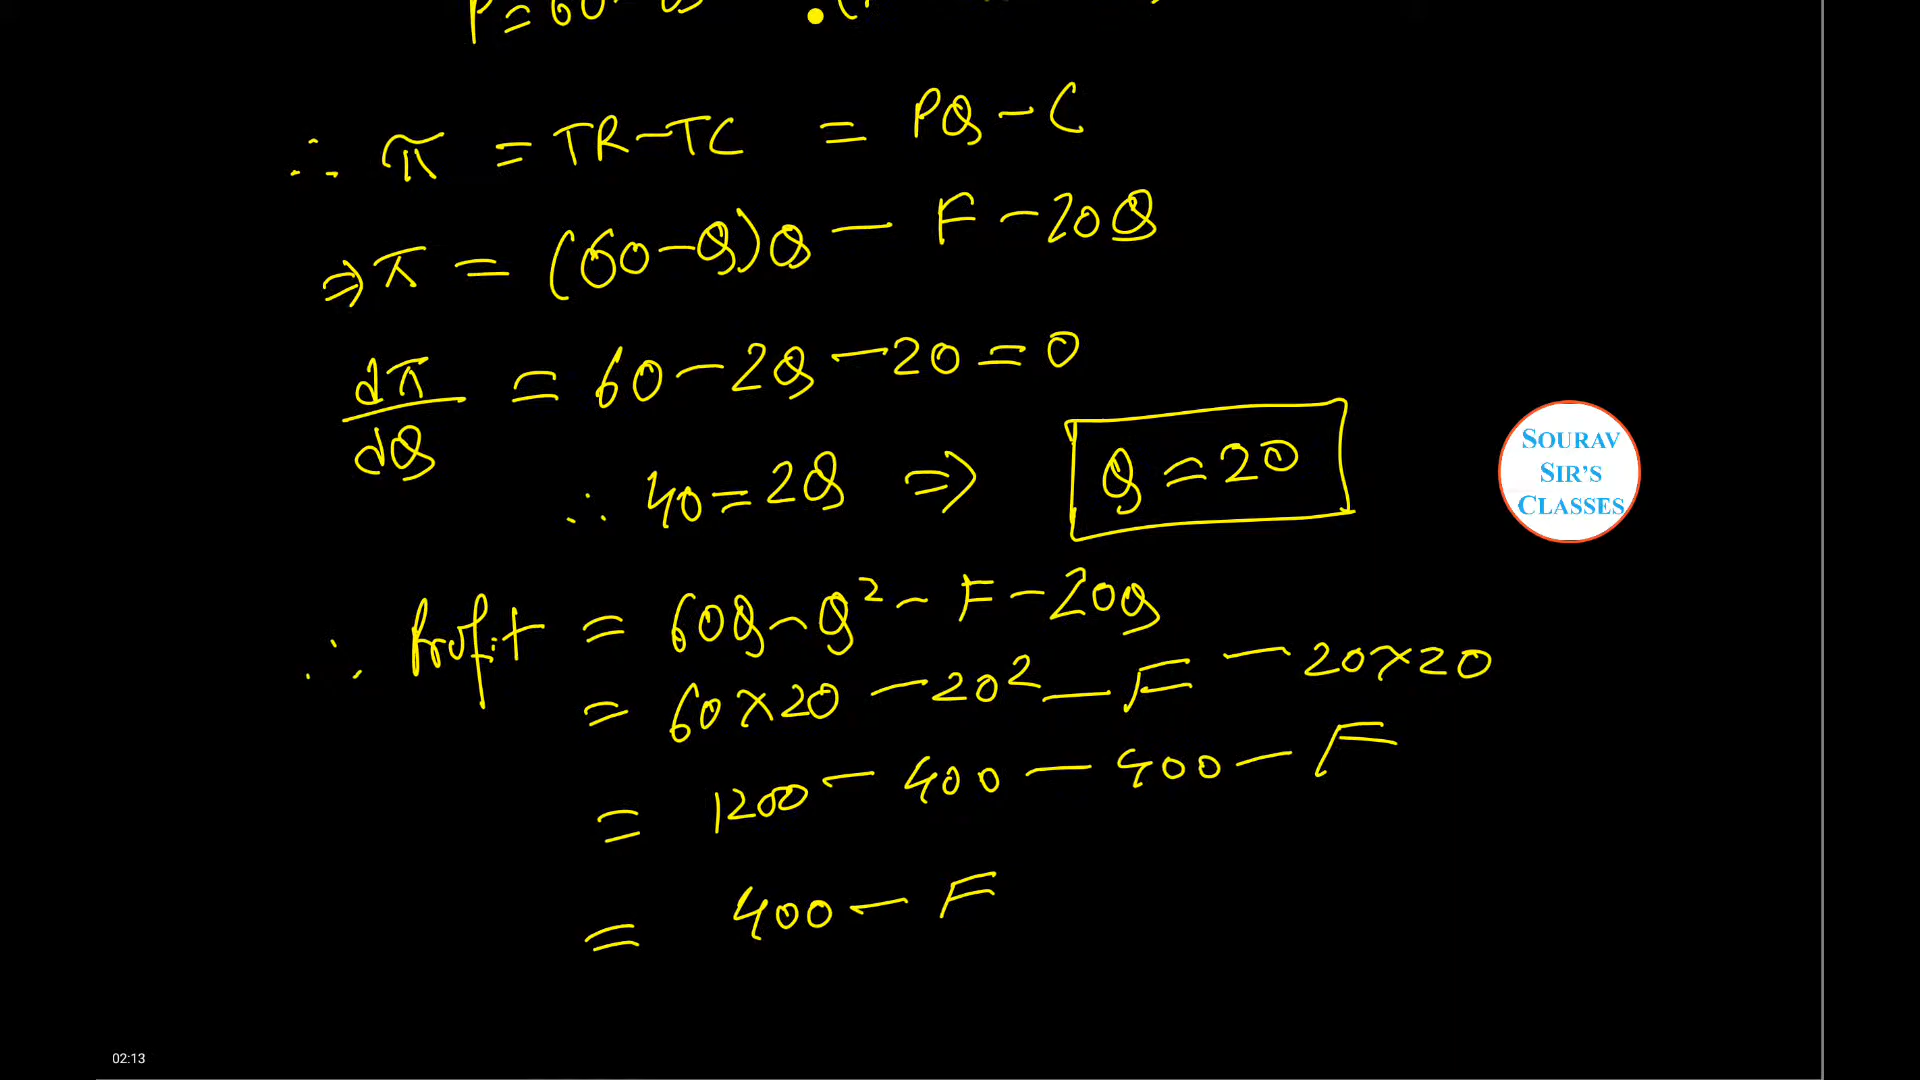 P = 60 - Q
∴ π = TR - TC = PQ - C
⇒ π = (60 - Q)Q - F - 20Q
dπ/dQ = 60 - 2Q - 20 = 0
∴ 40 = 2Q ⇒ Q = 20
SOURAV
SIR'S
CLASSES
∴ Profit = 60Q - Q² - F - 20Q
= 60×20 - 20² - F - 20×20
= 1200 - 400 - 400 - F
= 400 - F
02:13